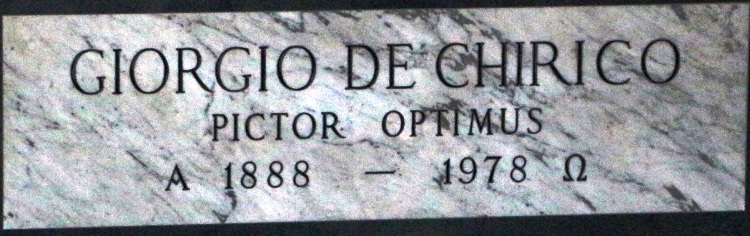 GIORGIO DE CHIRICO
PICTOR OPTIMUS
Α 1888 — 1978 Ω